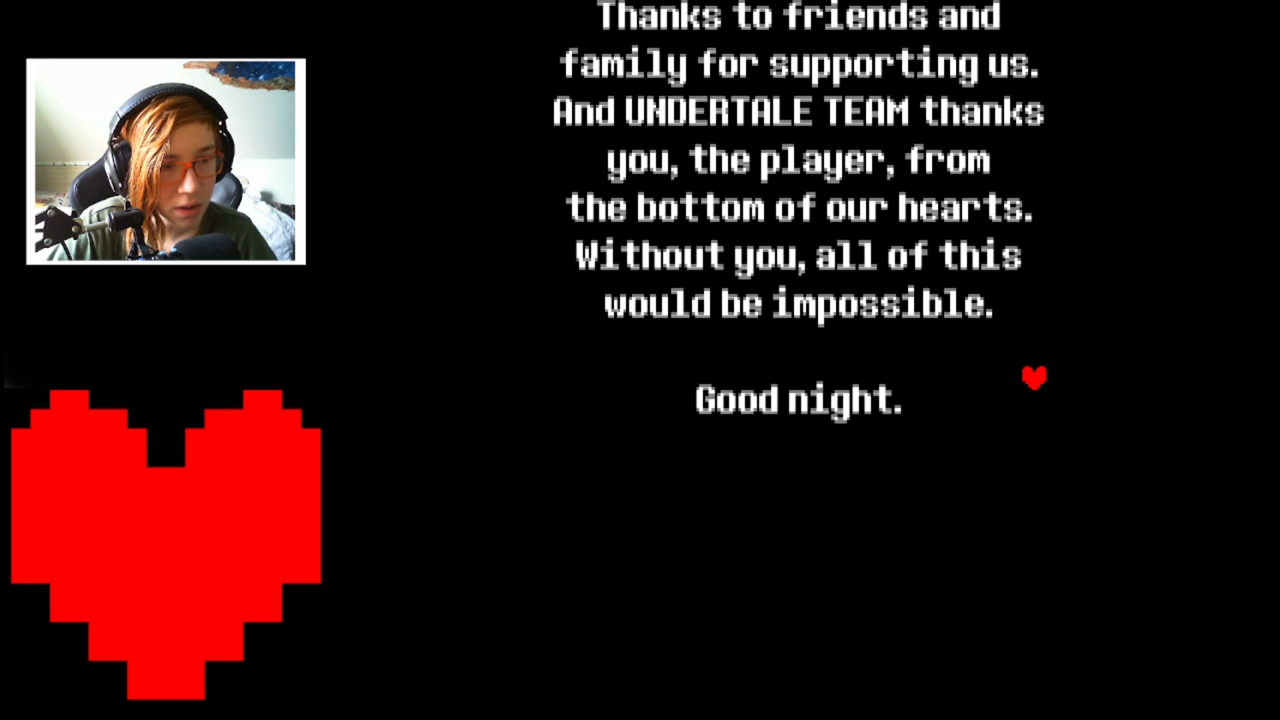 Thanks to friends and
family for supporting us.
And UNDERTALE TEAM thanks
you, the player, from
the bottom of our hearts.
Without you, all of this
would be impossible.
Good night.